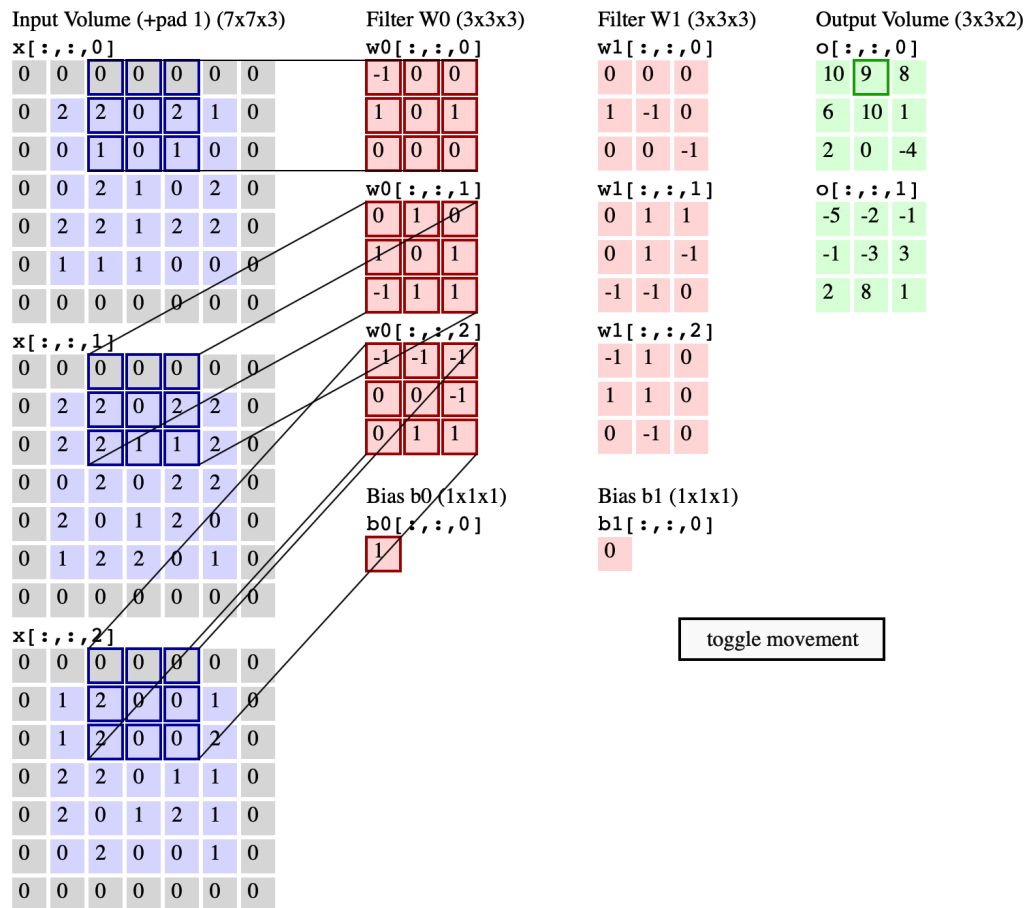 Input Volume (+pad 1) (7x7x3)
x[:,:,0]
0 0 0 0 0 0 0
0 2 2 0 2 1 0
0 0 1 0 1 0 0
0 0 2 1 0 2 0
0 2 2 1 2 2 0
0 1 1 1 0 0 0
0 0 0 0 0 0 0
x[:,:,1]
0 0 0 0 0 0 0
0 2 2 0 2 2 0
0 2 2 1 1 2 0
0 0 2 0 2 2 0
0 2 0 1 2 0 0
0 1 2 2 0 1 0
0 0 0 0 0 0 0
x[:,:,2]
0 0 0 0 0 0 0
0 1 2 0 0 1 0
0 1 2 0 0 2 0
0 2 2 0 1 1 0
0 2 0 1 2 1 0
0 0 2 0 0 1 0
0 0 0 0 0 0 0
Filter W0 (3x3x3)
w0[:,:,0]
-1 0 0
1 0 1
0 0 0
w0[:,:,1]
0 1 0
1 0 1
-1 1 1
w0[:,:,2]
-1 -1 -1
0 0 -1
0 1 1
Bias b0 (1x1x1)
b0[:,:,0]
1
Filter W1 (3x3x3)
w1[:,:,0]
0 0 0
1 -1 0
0 0 -1
w1[:,:,1]
0 1 1
0 1 -1
-1 -1 0
w1[:,:,2]
-1 1 0
1 1 0
0 -1 0
Bias b1 (1x1x1)
b1[:,:,0]
0
Output Volume (3x3x2)
o[:,:,0]
10 9 8
6 10 1
2 0 -4
o[:,:,1]
-5 -2 -1
-1 -3 3
2 8 1
toggle movement